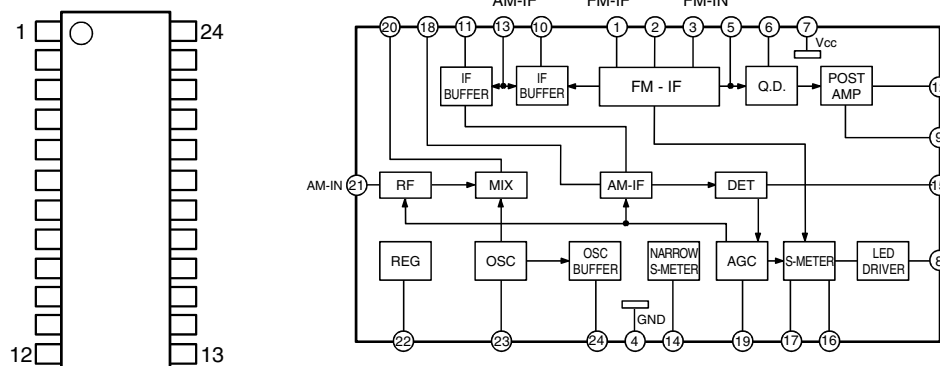 1 24
12 13
AM-IF FM-IF FM-IN
20 18 11 13 10 1 2 3 5 6 7
Vcc
IF BUFFER IF BUFFER FM - IF Q.D. POST AMP
9
AM-IN 21 RF MIX AM-IF DET 15
REG OSC OSC BUFFER NARROW S-METER AGC S-METER LED DRIVER 8
GND
22 23 24 4 14 19 17 16